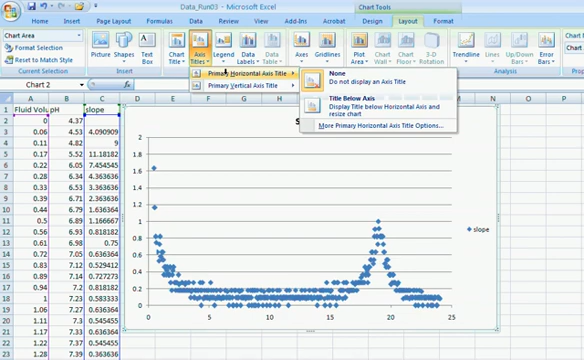 Data_Run03 - Microsoft Excel
Chart Tools
Home Insert Page Layout Formulas Data Review View Add-Ins Acrobat Design Layout Format
Chart Area
Format Selection
Reset to Match Style
Current Selection
Picture Shapes Text Box
Insert
Chart Title Axis Titles Legend Data Labels Data Table
Axes Gridlines
Plot Area Chart Wall Chart Floor 3-D Rotation
Trendline Lines Up/Down Bars Error Bars
Chart Name:
Primary Horizontal Axis Title
Primary Vertical Axis Title
None
Do not display an Axis Title
Title Below Axis
Display Title below Horizontal Axis and resize chart
More Primary Horizontal Axis Title Options...
Chart 2
A B C D E
1 Fluid Volu pH slope
2 0 4.37
3 0.06 4.53 4.090909
4 0.11 4.82 9
5 0.17 5.52 11.18182
6 0.22 6.05 7.454545
7 0.28 6.34 4.363636
8 0.33 6.53 3.363636
9 0.39 6.71 2.363636
10 0.44 6.79 1.636364
11 0.5 6.89 1.166667
12 0.56 6.93 0.818182
13 0.61 6.98 0.75
14 0.72 7.05 0.636364
15 0.83 7.12 0.529412
16 0.89 7.14 0.727273
17 0.94 7.2 0.818182
18 1 7.23 0.583333
19 1.06 7.27 0.636364
20 1.11 7.3 0.545455
21 1.17 7.33 0.636364
22 1.22 7.37 0.545455
23 1.28 7.39 0.363636
2
1.8
1.6
1.4
1.2
1
0.8
0.6
0.4
0.2
0
0 5 10 15 20 25
slope